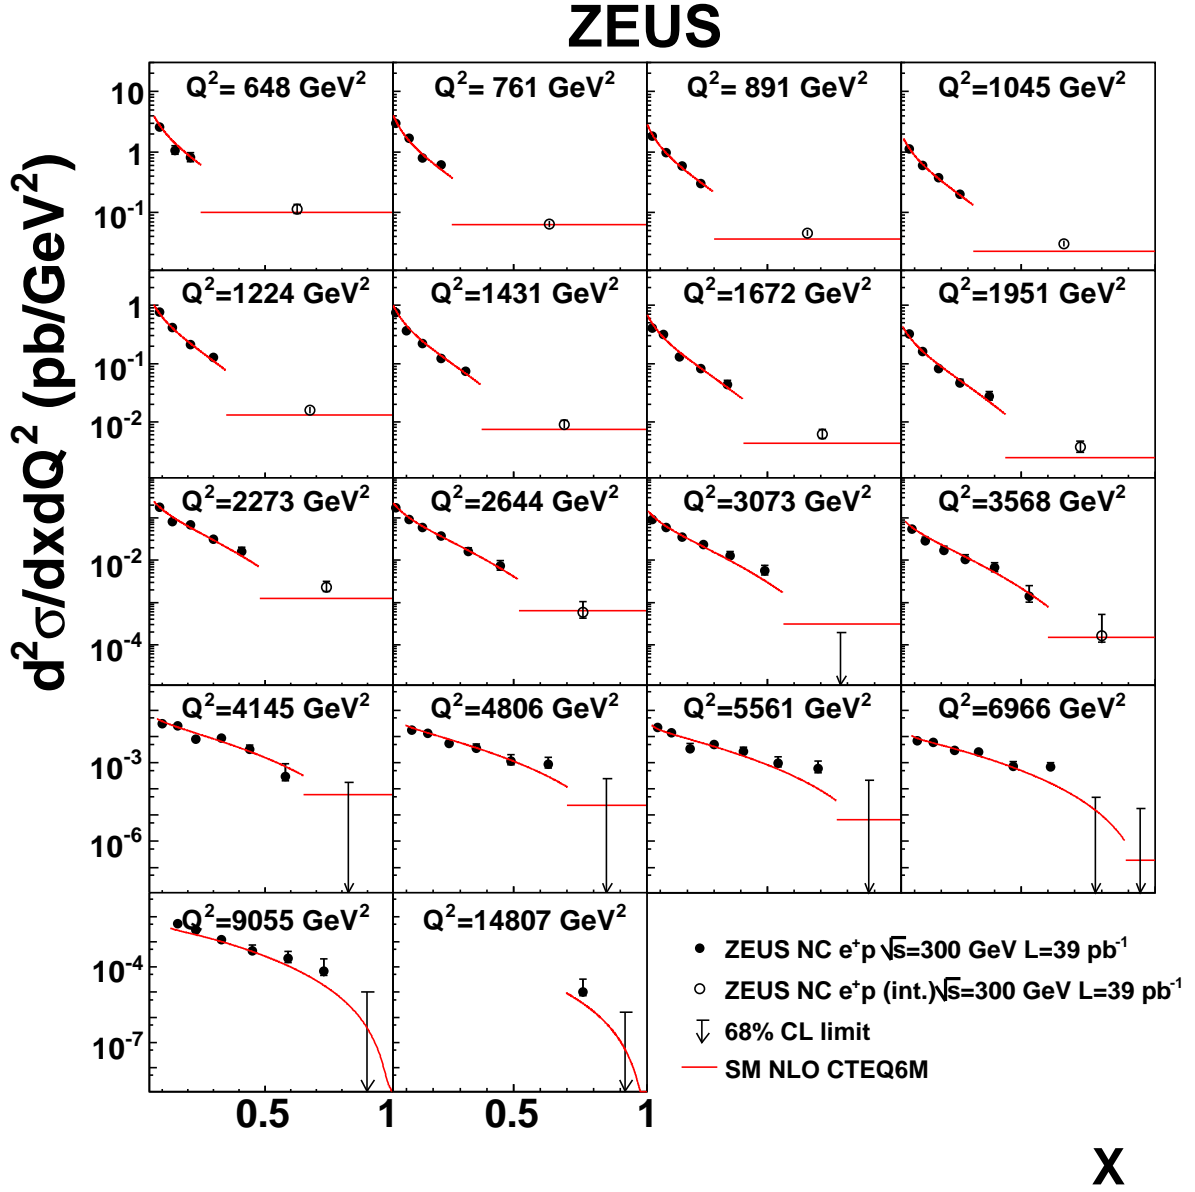 ZEUS
d²σ/dxdQ² (pb/GeV²)
Q²= 648 GeV² Q²= 761 GeV² Q²= 891 GeV² Q²=1045 GeV²
10
1
10⁻¹
Q²=1224 GeV² Q²=1431 GeV² Q²=1672 GeV² Q²=1951 GeV²
1
10⁻¹
10⁻²
Q²=2273 GeV² Q²=2644 GeV² Q²=3073 GeV² Q²=3568 GeV²
10⁻²
10⁻⁴
Q²=4145 GeV² Q²=4806 GeV² Q²=5561 GeV² Q²=6966 GeV²
10⁻³
10⁻⁶
Q²=9055 GeV² Q²=14807 GeV²
10⁻⁴
10⁻⁷
0.5 1 0.5 1
ZEUS NC e⁺p √s=300 GeV L=39 pb⁻¹
ZEUS NC e⁺p (int.)√s=300 GeV L=39 pb⁻¹
68% CL limit
SM NLO CTEQ6M
x